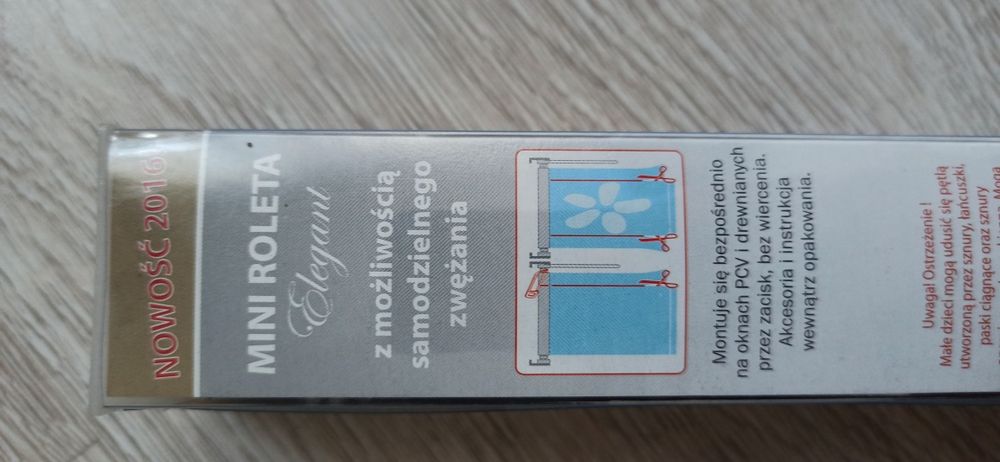 NOWOŚĆ 2016
MINI ROLETA
Elegant
z możliwością
samodzielnego
zwężania
Montuje się bezpośrednio
na oknach PCV i drewnianych
przez zacisk, bez wiercenia.
Akcesoria i instrukcja
wewnątrz opakowania.
Uwaga! Ostrzeżenie!
Małe dzieci mogą udusić się pętlą
utworzoną przez sznury, łańcuszki,
paski ciągnące oraz sznury